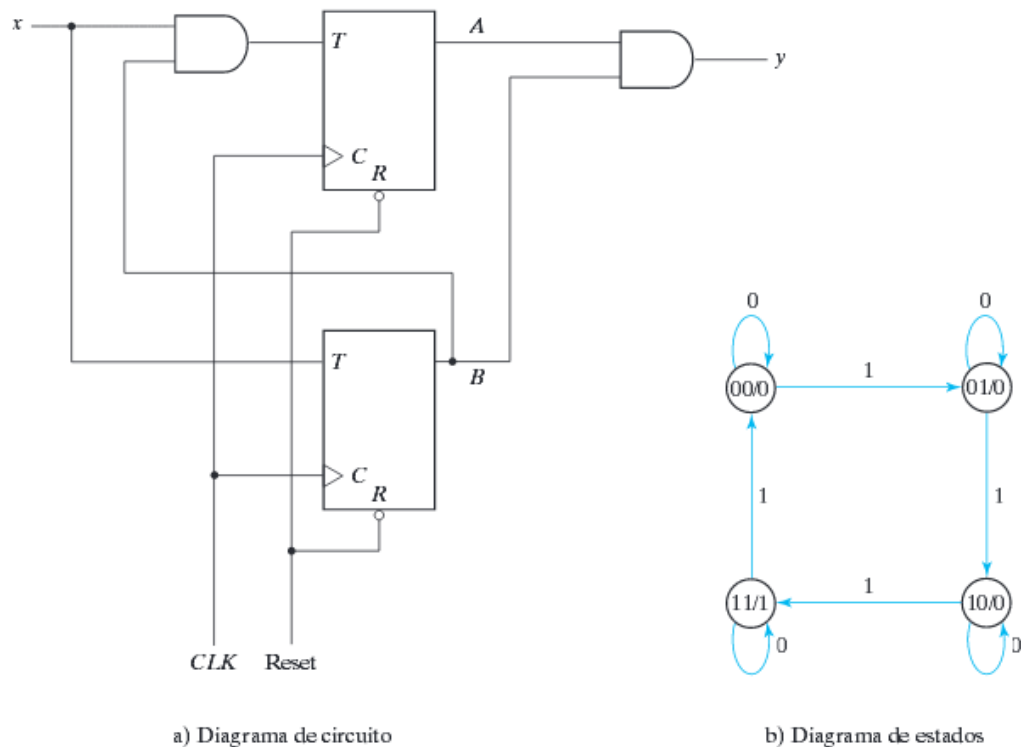 x
T
A
y
C
R
T
B
C
R
CLK
Reset
0
0
00/0
1
01/0
1
1
11/1
1
10/0
0
0
a) Diagrama de circuito
b) Diagrama de estados